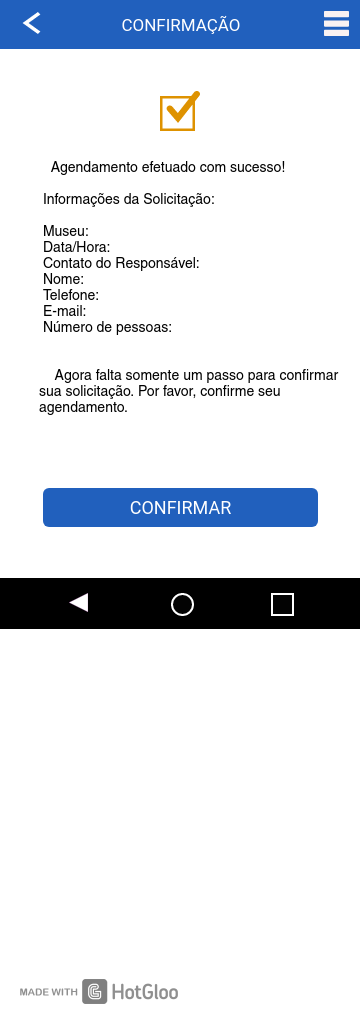 CONFIRMAÇÃO
Agendamento efetuado com sucesso!
Informações da Solicitação:
Museu:
Data/Hora:
Contato do Responsável:
Nome:
Telefone:
E-mail:
Número de pessoas:
Agora falta somente um passo para confirmar
sua solicitação. Por favor, confirme seu
agendamento.
CONFIRMAR
MADE WITH HotGloo